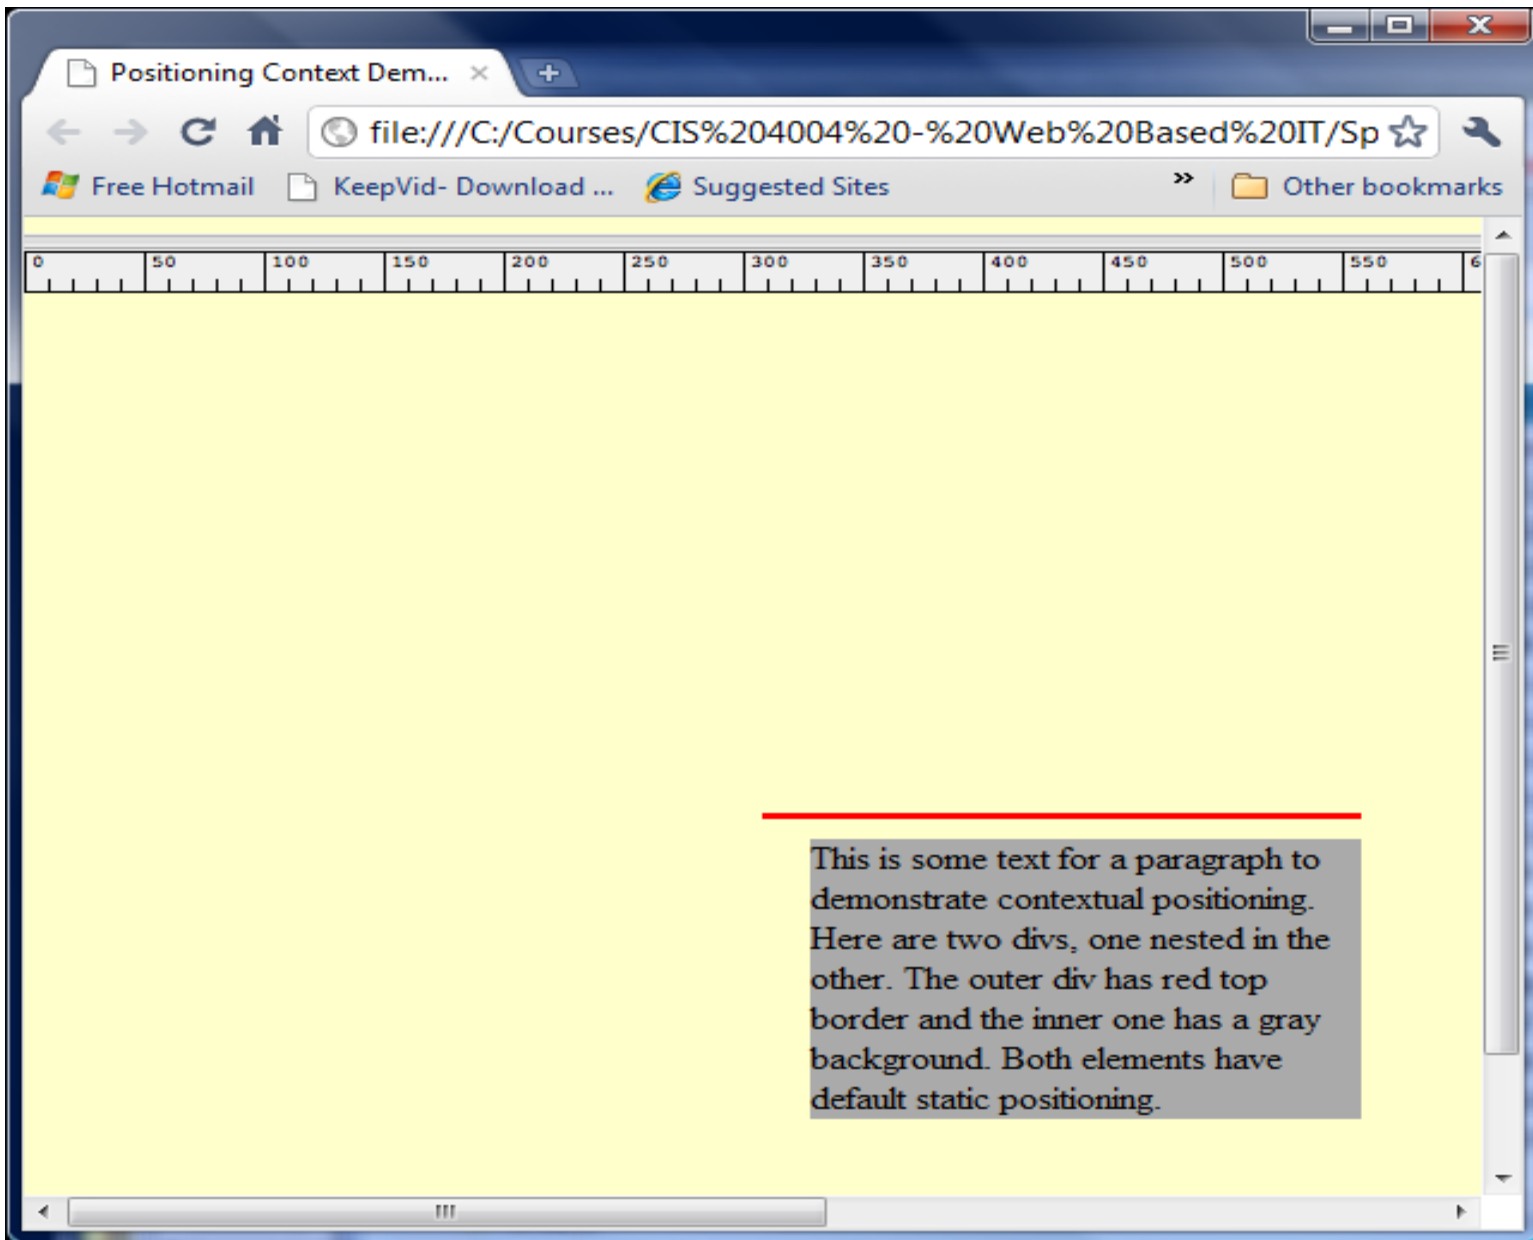 Positioning Context Dem...
file:///C:/Courses/CIS%204004%20-%20Web%20Based%20IT/Sp
Free Hotmail KeepVid- Download ... Suggested Sites » Other bookmarks
0 50 100 150 200 250 300 350 400 450 500 550 6
This is some text for a paragraph to
demonstrate contextual positioning.
Here are two divs, one nested in the
other. The outer div has red top
border and the inner one has a gray
background. Both elements have
default static positioning.